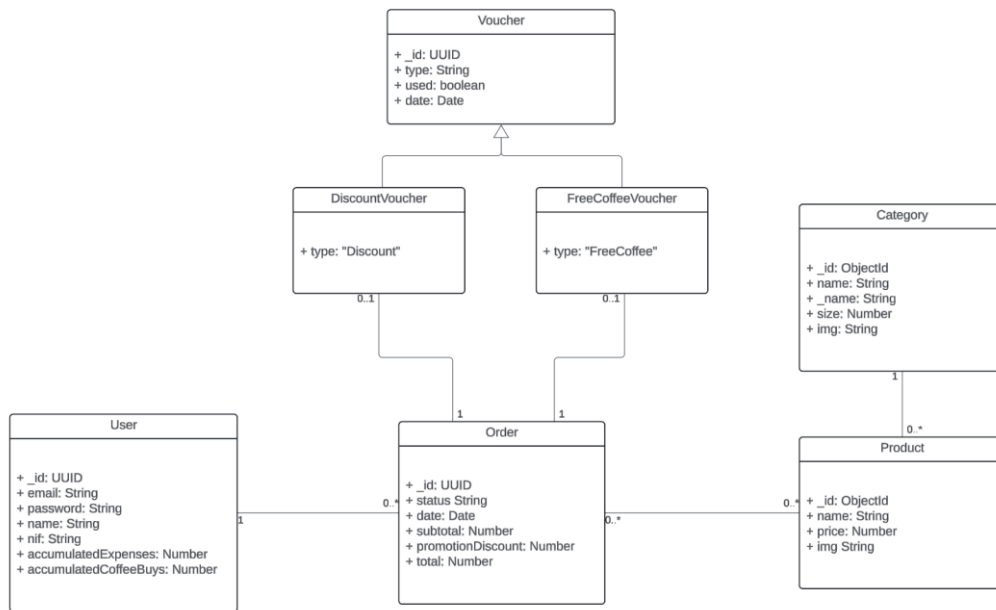 Voucher
+ _id: UUID
+ type: String
+ used: boolean
+ date: Date
DiscountVoucher
+ type: "Discount"
0..1
FreeCoffeeVoucher
+ type: "FreeCoffee"
0..1
Category
+ _id: ObjectId
+ name: String
+ _name: String
+ size: Number
+ img: String
1
0..*
User
+ _id: UUID
+ email: String
+ password: String
+ name: String
+ nif: String
+ accumulatedExpenses: Number
+ accumulatedCoffeeBuys: Number
1
0..*
1
1
Order
+ _id: UUID
+ status String
+ date: Date
+ subtotal: Number
+ promotionDiscount: Number
+ total: Number
0..*
0..*
Product
+ _id: ObjectId
+ name: String
+ price: Number
+ img String